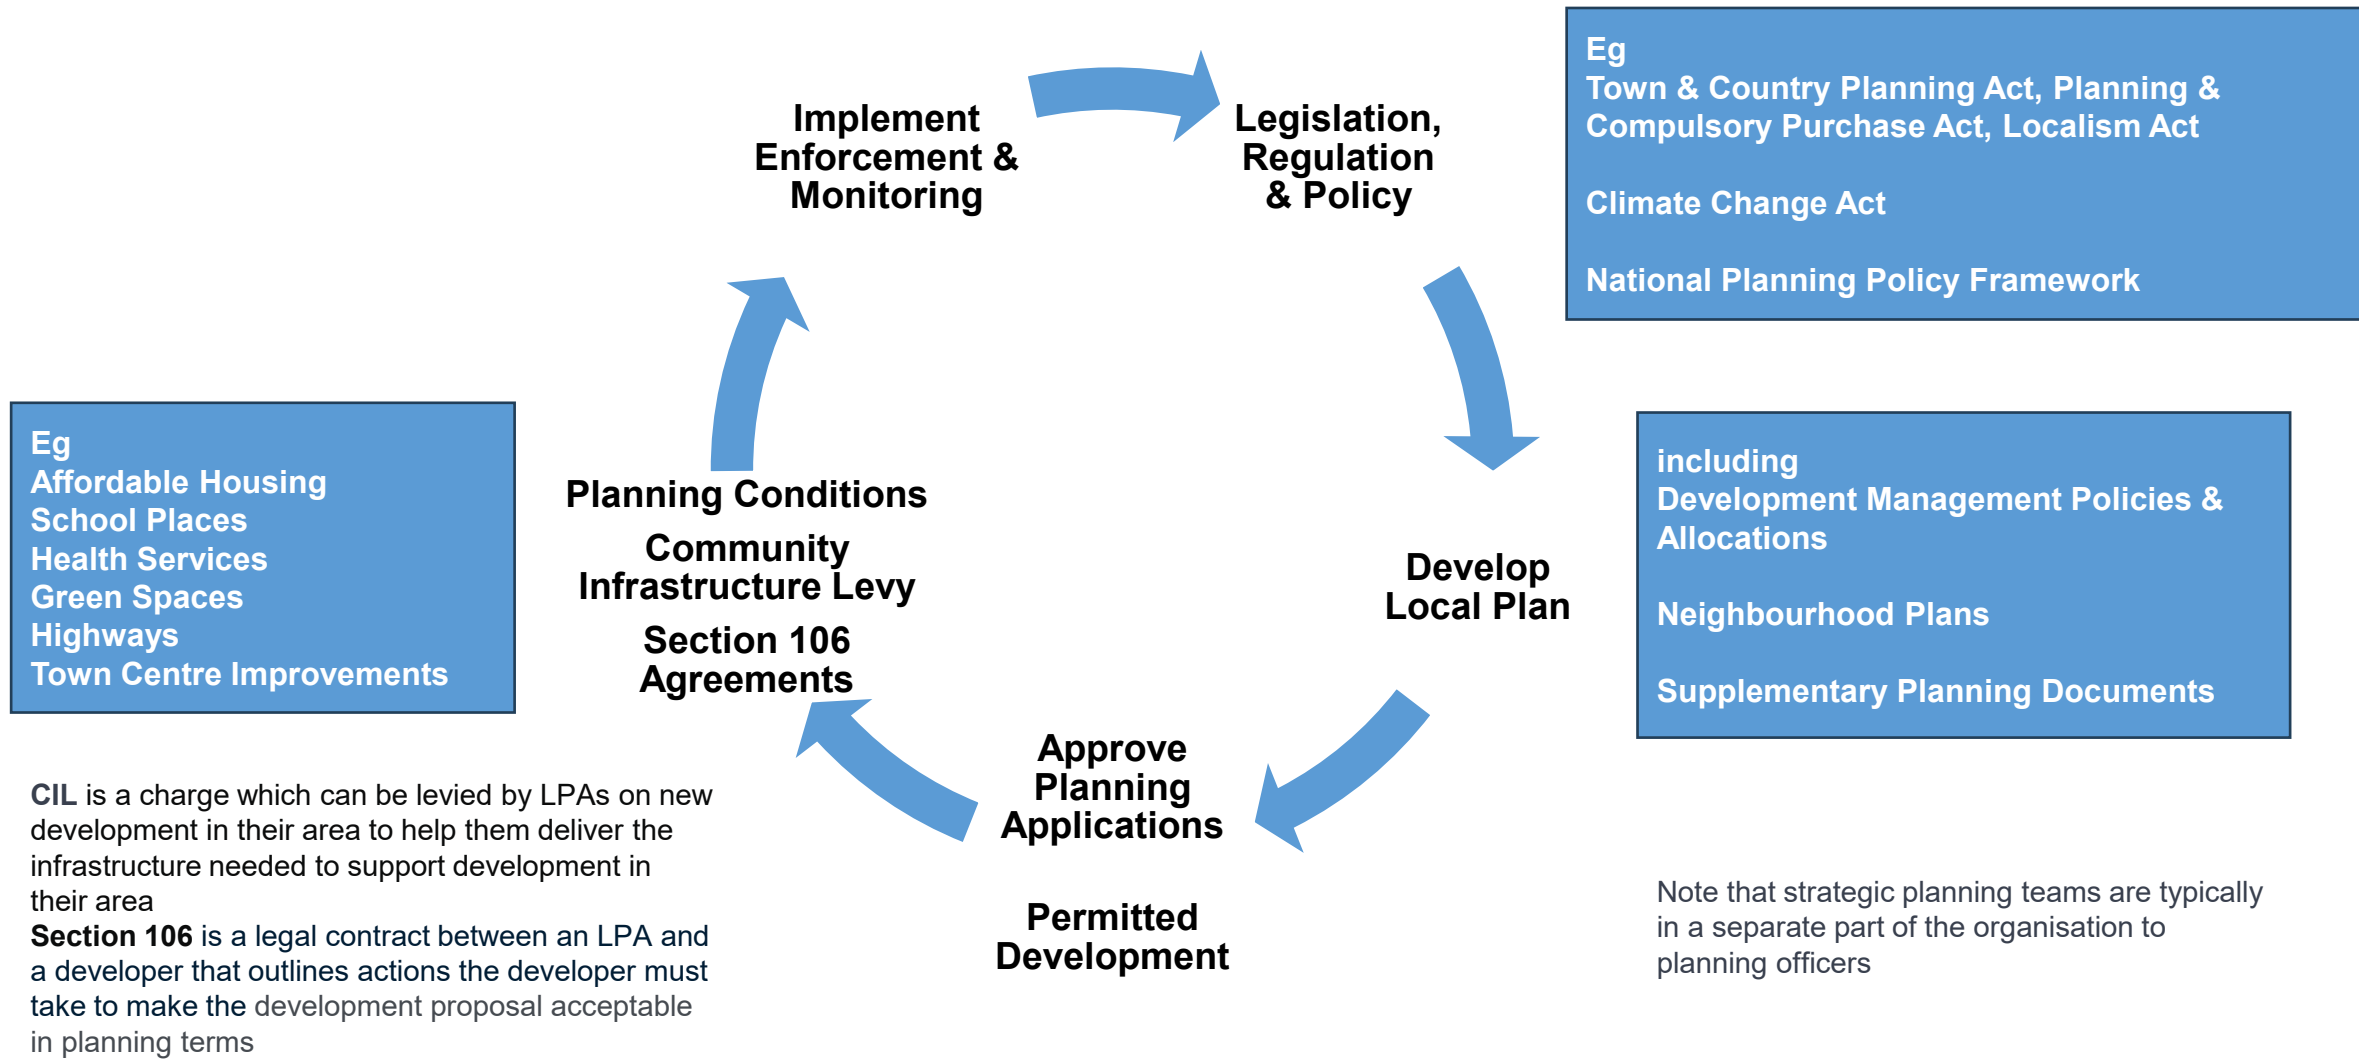 Implement
Enforcement &
Monitoring
Legislation,
Regulation
& Policy
Eg
Town & Country Planning Act, Planning &
Compulsory Purchase Act, Localism Act
Climate Change Act
National Planning Policy Framework
Develop
Local Plan
including
Development Management Policies &
Allocations
Neighbourhood Plans
Supplementary Planning Documents
Note that strategic planning teams are typically
in a separate part of the organisation to
planning officers
Approve
Planning
Applications
Permitted
Development
Planning Conditions
Community
Infrastructure Levy
Section 106
Agreements
Eg
Affordable Housing
School Places
Health Services
Green Spaces
Highways
Town Centre Improvements
CIL is a charge which can be levied by LPAs on new
development in their area to help them deliver the
infrastructure needed to support development in
their area
Section 106 is a legal contract between an LPA and
a developer that outlines actions the developer must
take to make the development proposal acceptable
in planning terms